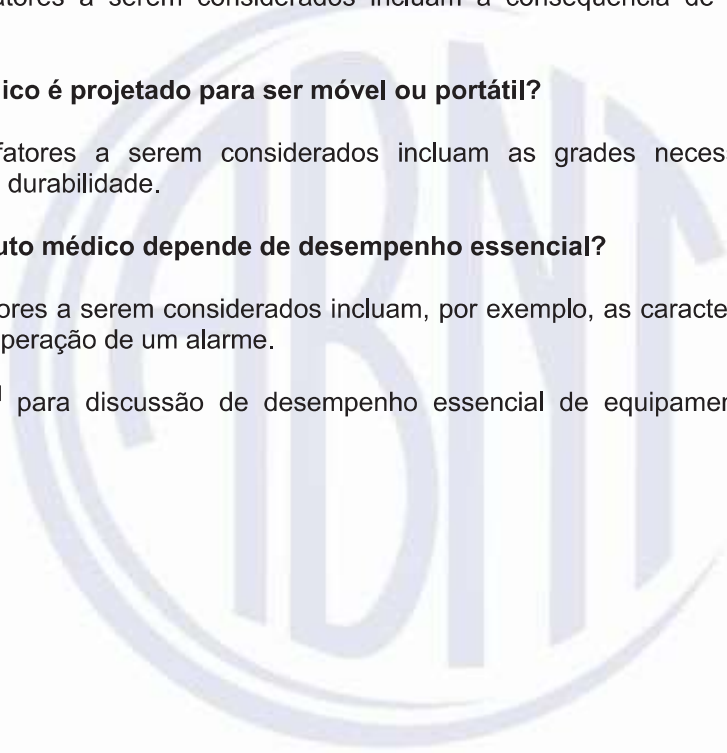 a serem considerados incluam a consequência de
ico é projetado para ser móvel ou portátil?
fatores a serem considerados incluam as grades neces
durabilidade.
uto médico depende de desempenho essencial?
ores a serem considerados incluam, por exemplo, as caracte
peração de um alarme.
para discussão de desempenho essencial de equipamen
ABNT